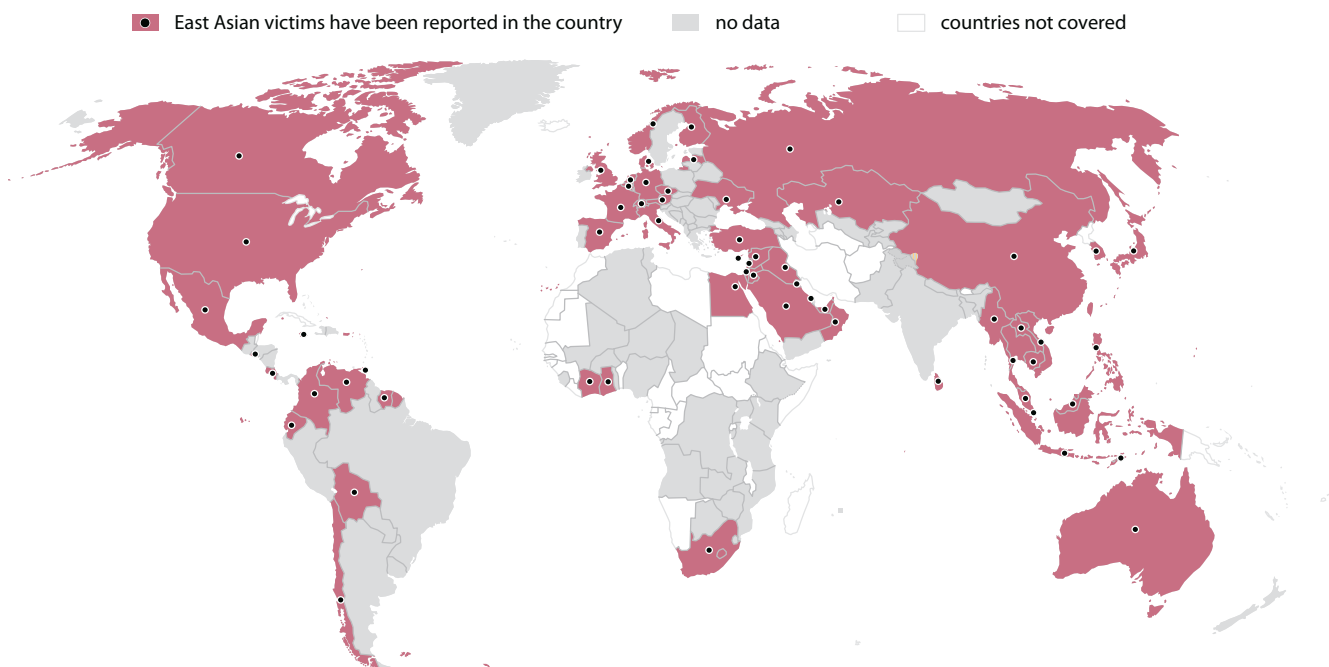 East Asian victims have been reported in the country
no data
countries not covered